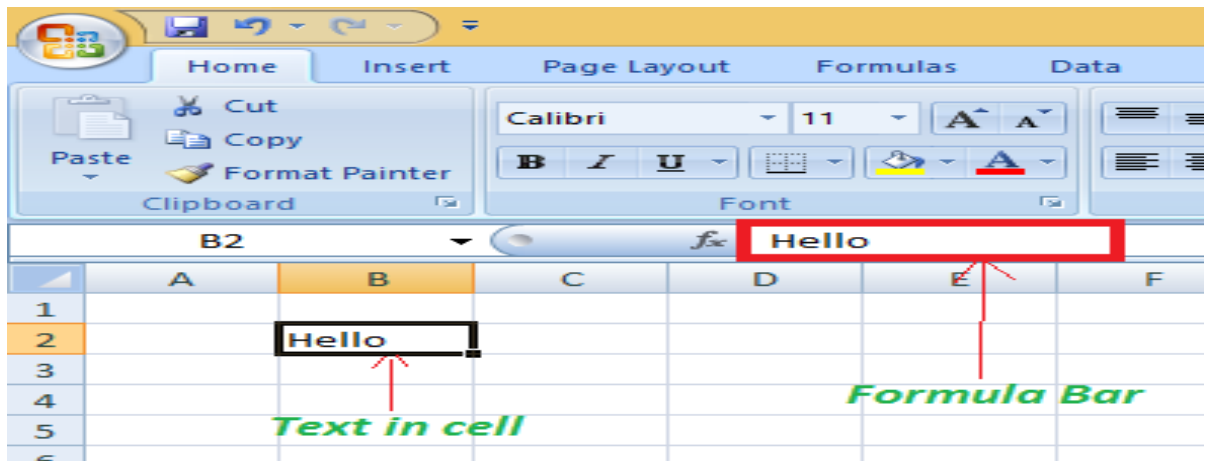 Home Insert Page Layout Formulas Data
Cut
Copy
Paste
Format Painter
Clipboard
Calibri 11 A A
B I U A
Font
B2 fx Hello
A B C D E F
1
2 Hello
3
4 Formula Bar
5 Text in cell
6